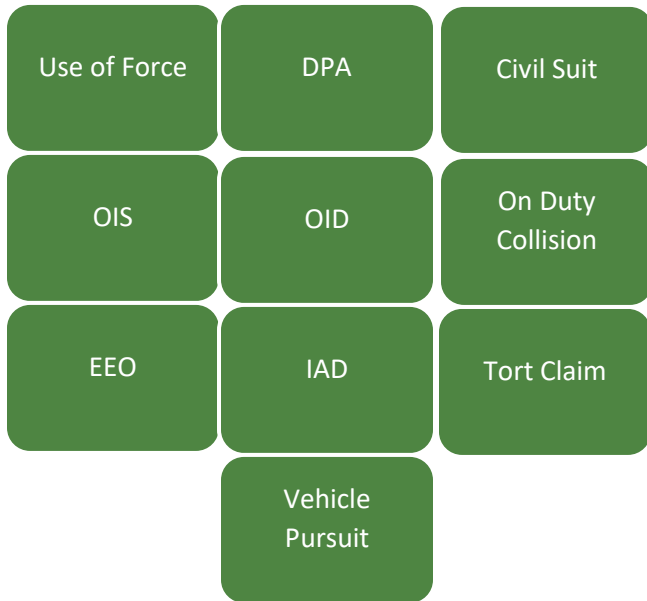 Use of Force
DPA
Civil Suit
OIS
OID
On Duty
Collision
EEO
IAD
Tort Claim
Vehicle
Pursuit